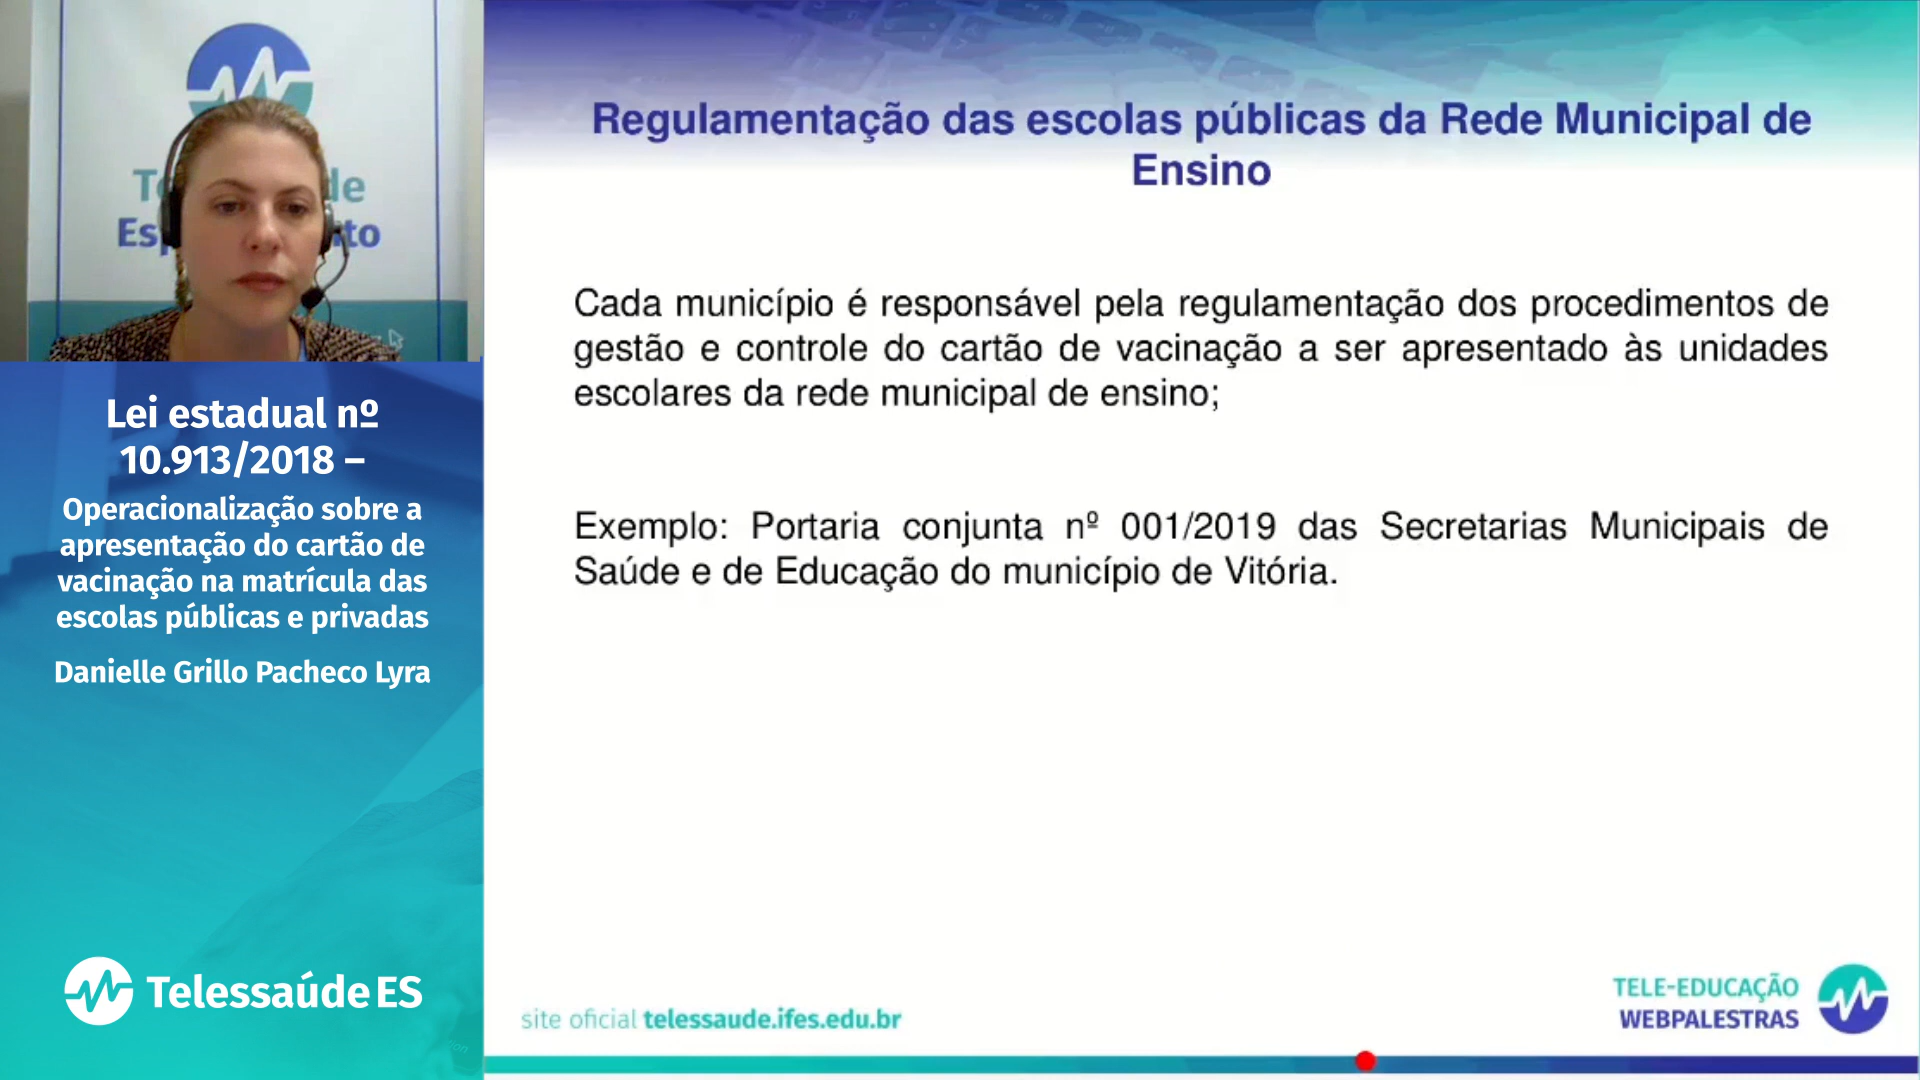 Lei estadual nº
10.913/2018 –
Operacionalização sobre a
apresentação do cartão de
vacinação na matrícula das
escolas públicas e privadas
Danielle Grillo Pacheco Lyra
Telessaúde ES
Regulamentação das escolas públicas da Rede Municipal de
Ensino
Cada município é responsável pela regulamentação dos procedimentos de
gestão e controle do cartão de vacinação a ser apresentado às unidades
escolares da rede municipal de ensino;
Exemplo: Portaria conjunta nº 001/2019 das Secretarias Municipais de
Saúde e de Educação do município de Vitória.
site oficial telessaude.ifes.edu.br
TELE-EDUCAÇÃO
WEBPALESTRAS